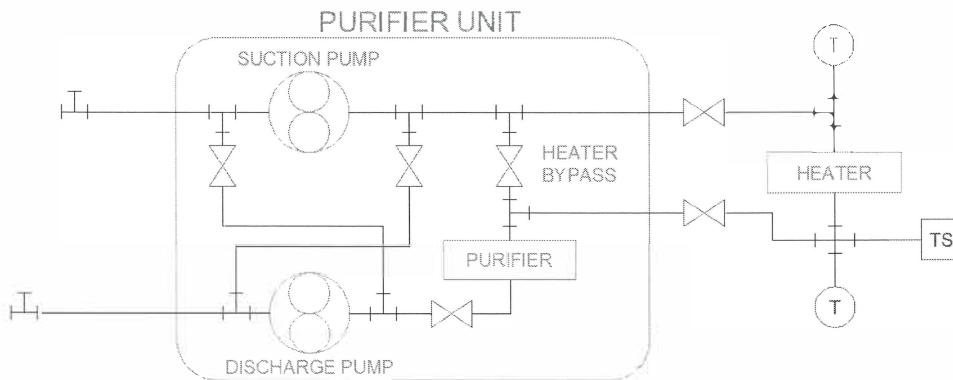 PURIFIER UNIT
SUCTION PUMP
T
HEATER
BYPASS
HEATER
TS
PURIFIER
T
DISCHARGE PUMP